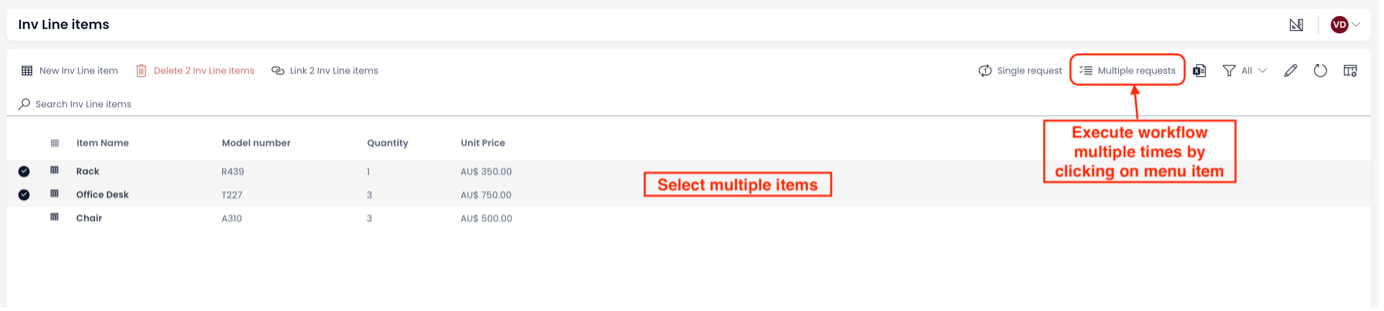 Inv Line items
VD
New Inv Line item Delete 2 Inv Line items Link 2 Inv Line items Single request Multiple requests All
Search Inv Line items
Execute workflow
multiple times by
clicking on menu item
Item Name Model number Quantity Unit Price
Rack R439 1 AU$ 350.00
Select multiple items
Office Desk T227 3 AU$ 750.00
Chair A310 3 AU$ 500.00